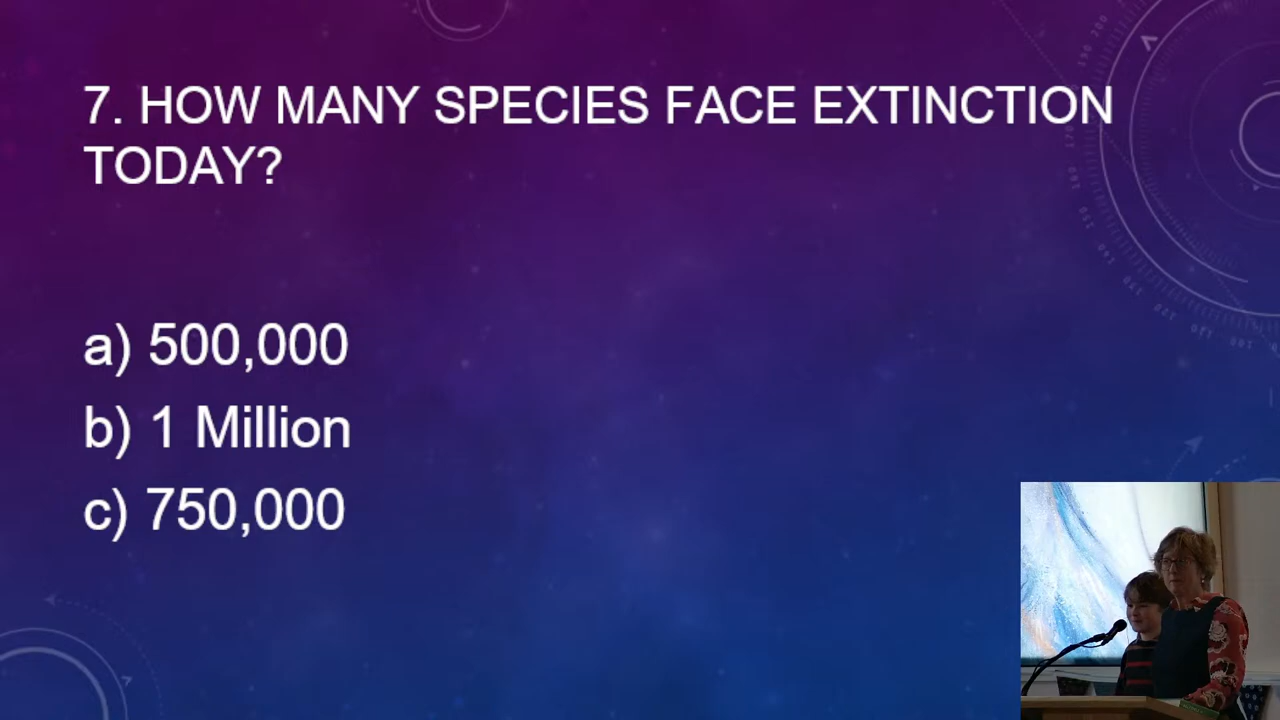 7. HOW MANY SPECIES FACE EXTINCTION
TODAY?
a) 500,000
b) 1 Million
c) 750,000